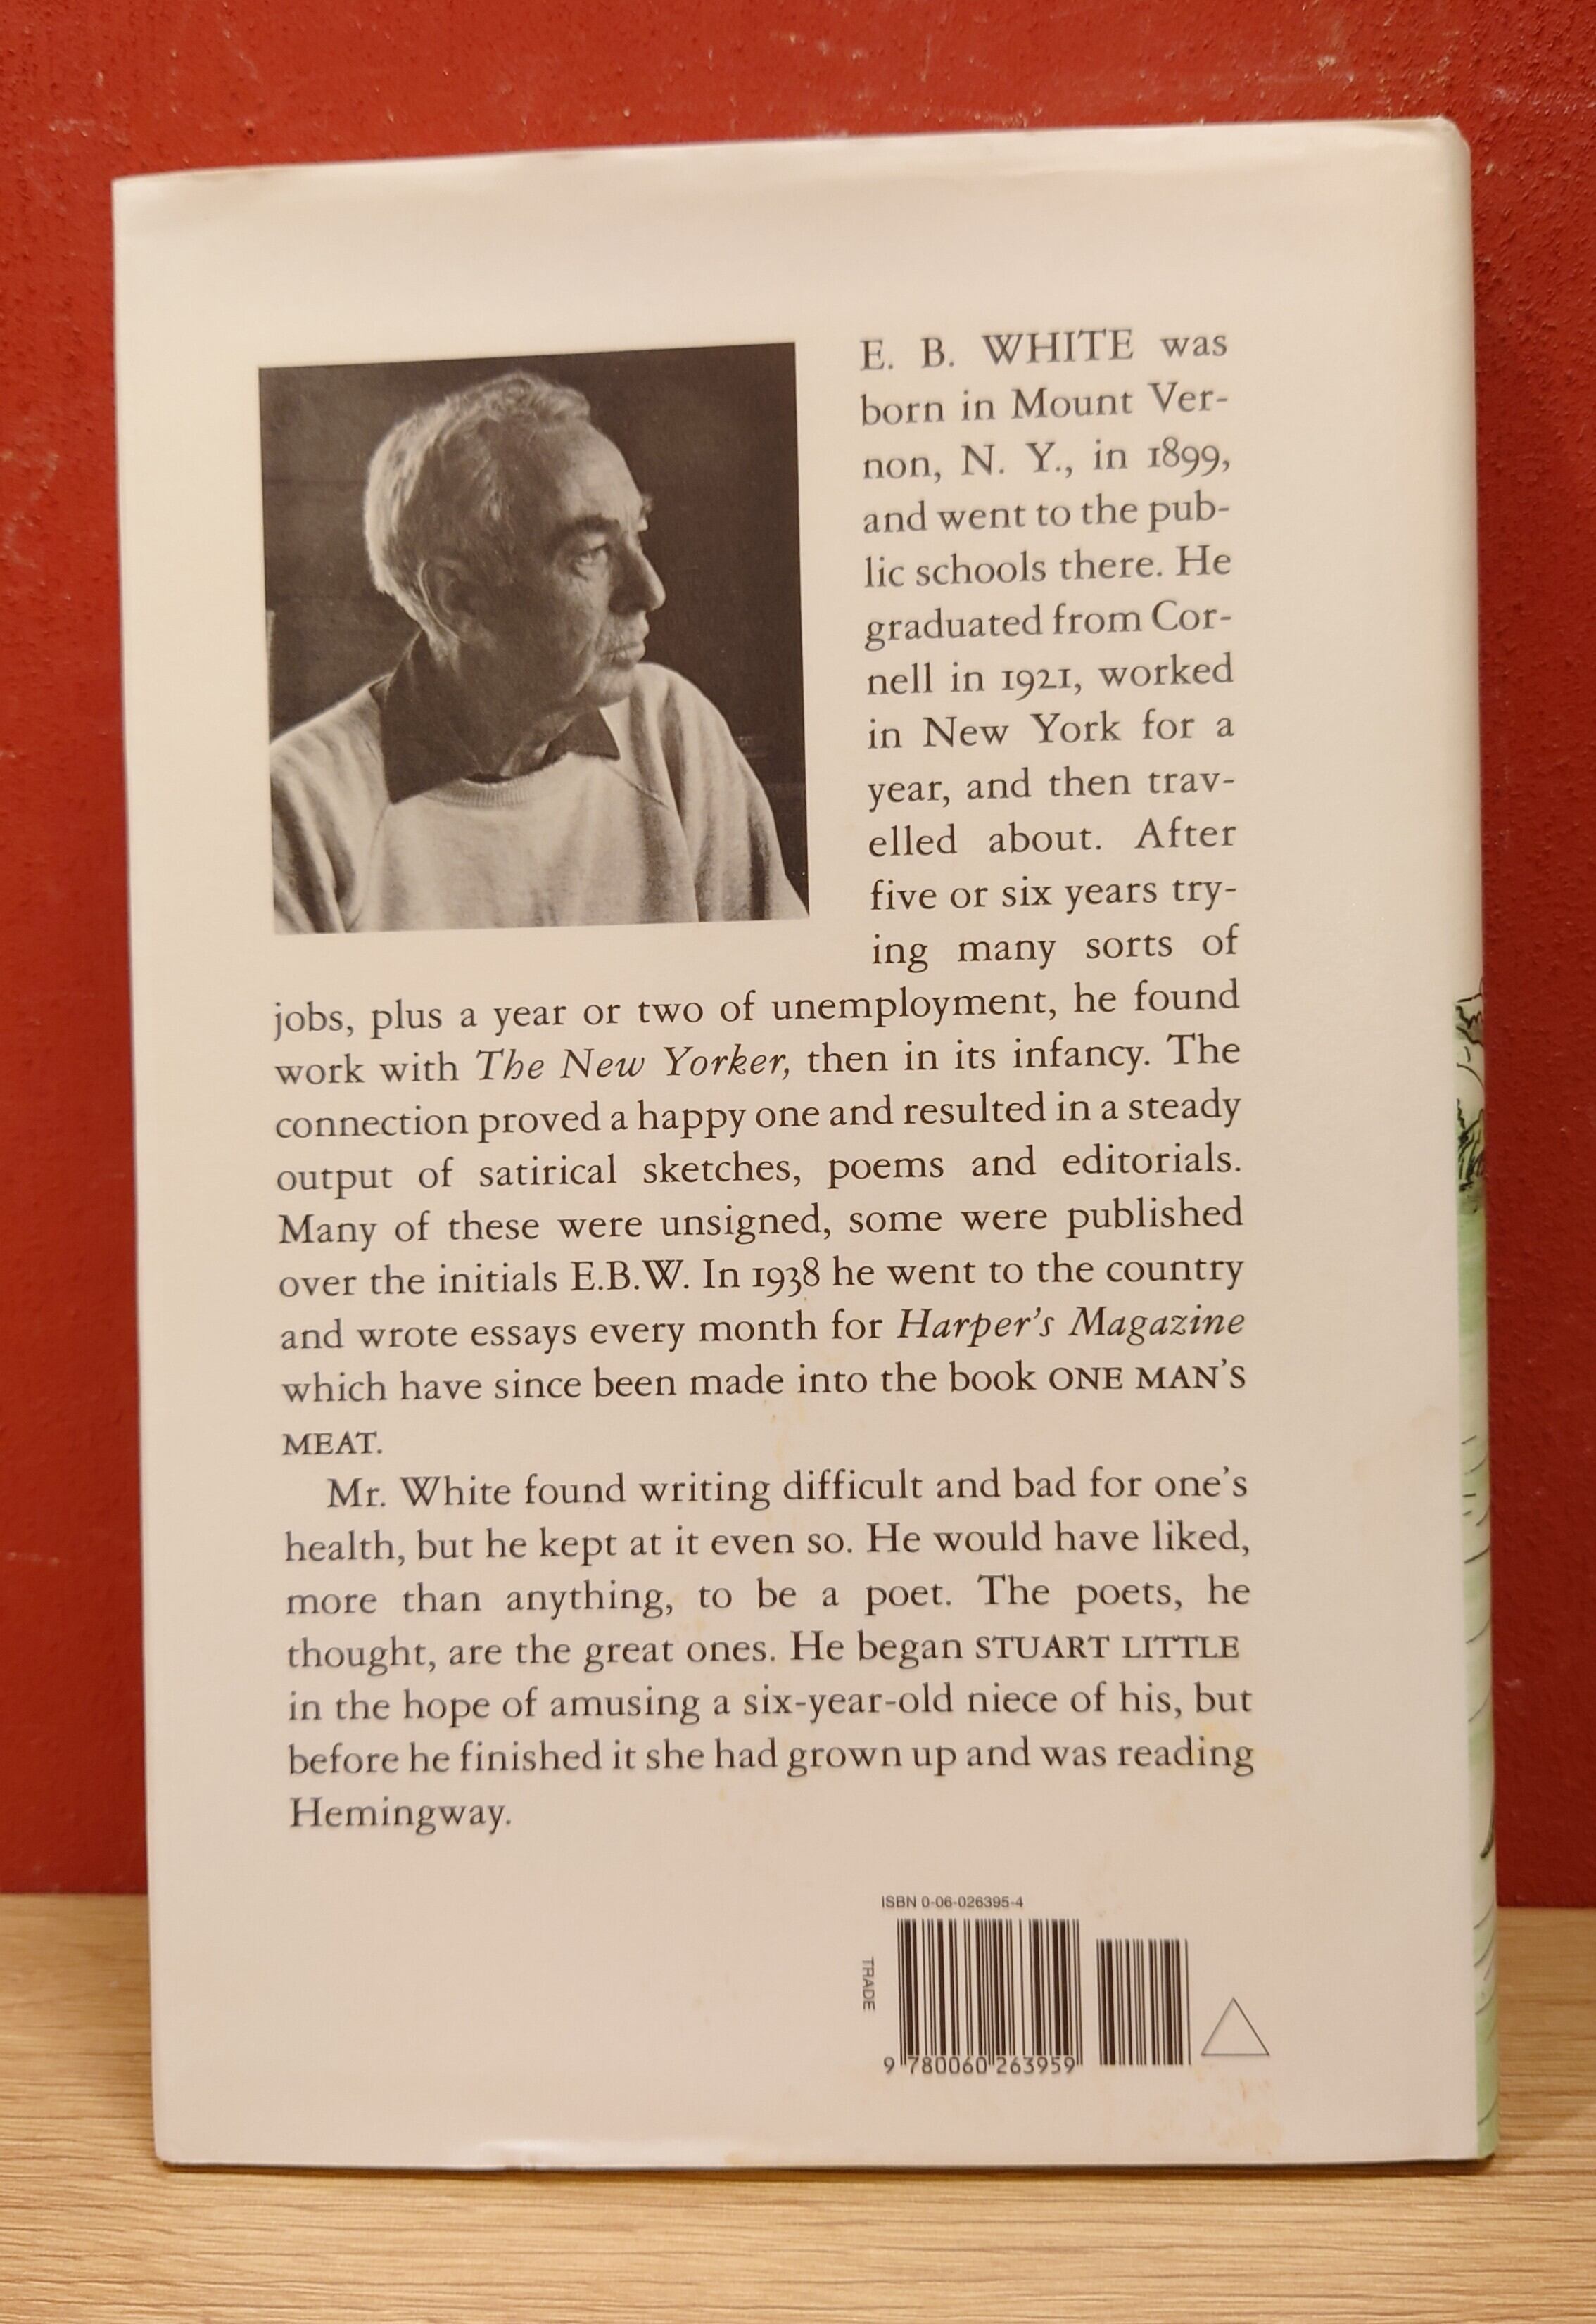 E. B. WHITE was
born in Mount Ver-
non, N. Y., in 1899,
and went to the pub-
lic schools there. He
graduated from Cor-
nell in 1921, worked
in New York for a
year, and then trav-
elled about. After
five or six years try-
ing many sorts of
jobs, plus a year or two of unemployment, he found
work with The New Yorker, then in its infancy. The
connection proved a happy one and resulted in a steady
output of satirical sketches, poems and editorials.
Many of these were unsigned, some were published
over the initials E.B.W. In 1938 he went to the country
and wrote essays every month for Harper's Magazine
which have since been made into the book ONE MAN'S
MEAT.
Mr. White found writing difficult and bad for one's
health, but he kept at it even so. He would have liked,
more than anything, to be a poet. The poets, he
thought, are the great ones. He began STUART LITTLE
in the hope of amusing a six-year-old niece of his, but
before he finished it she had grown up and was reading
Hemingway.
ISBN 0-06-026395-4
TRADE
9 780060 263959